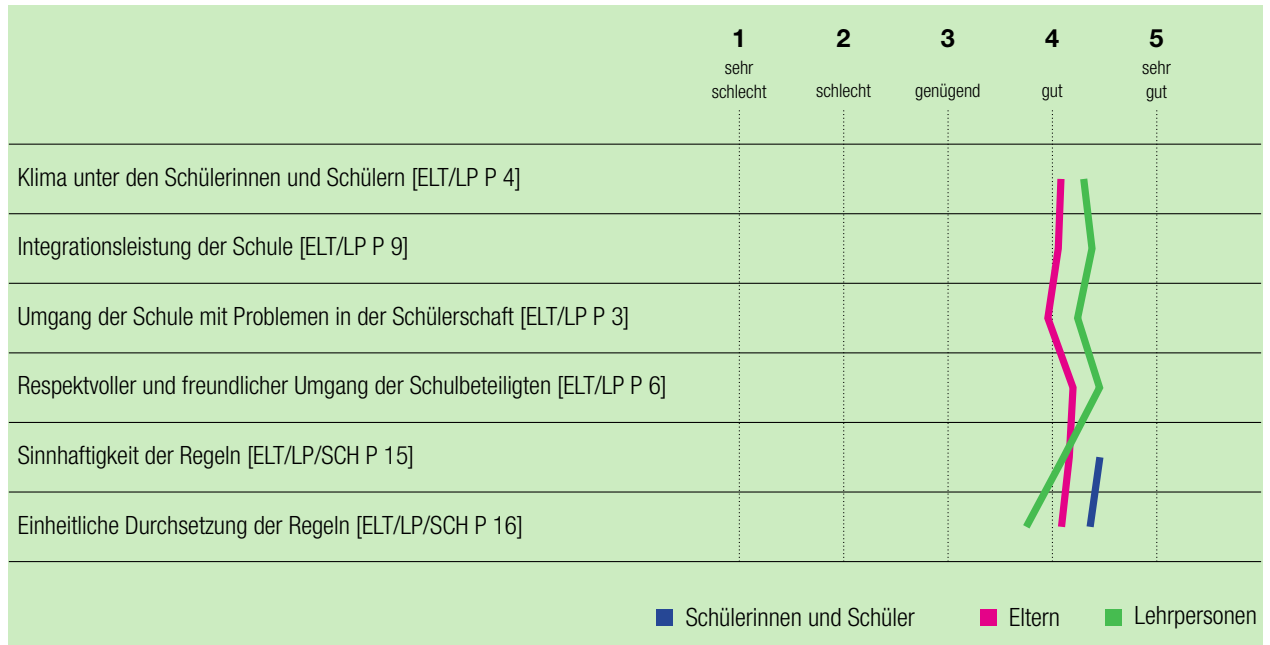 1 2 3 4 5
sehr schlecht schlecht genügend gut sehr gut
Klima unter den Schülerinnen und Schülern [ELT/LP P 4]
Integrationsleistung der Schule [ELT/LP P 9]
Umgang der Schule mit Problemen in der Schülerschaft [ELT/LP P 3]
Respektvoller und freundlicher Umgang der Schulbeteiligten [ELT/LP P 6]
Sinnhaftigkeit der Regeln [ELT/LP/SCH P 15]
Einheitliche Durchsetzung der Regeln [ELT/LP/SCH P 16]
Schülerinnen und Schüler Eltern Lehrpersonen